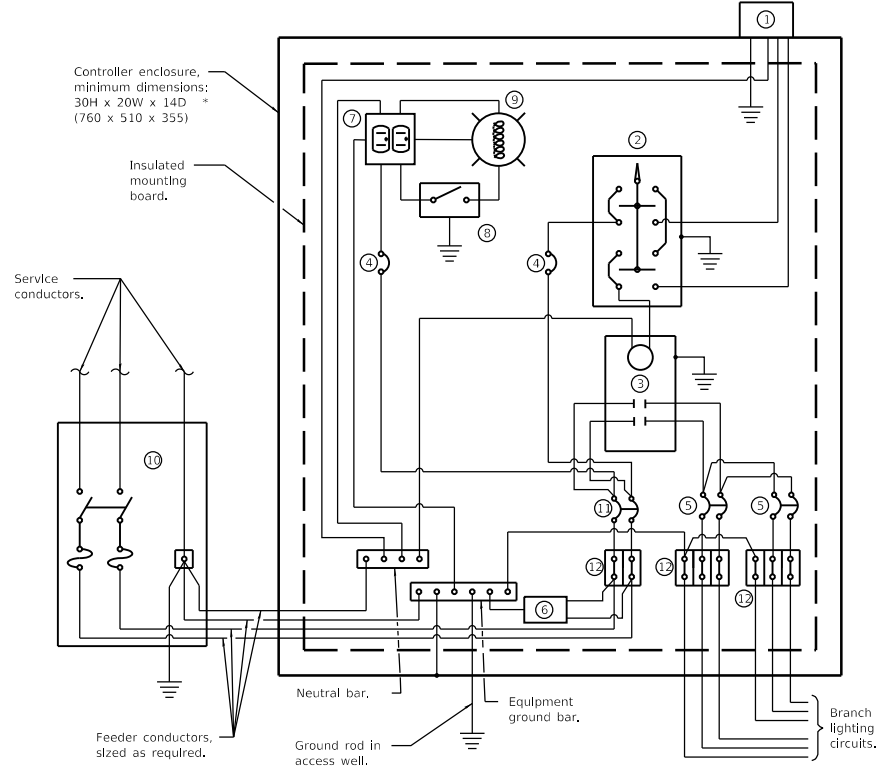 ①
Controller enclosure,
minimum dimensions:
30H x 20W x 14D *
(760 x 510 x 355)
⑨
⑦
②
Insulated
mounting
board.
⑧
④
④
Service
conductors.
③
⑩
⑪
⑤
⑤
⑫
⑫
⑫
⑥
Neutral bar.
Equipment
ground bar.
Feeder conductors,
sized as required.
Ground rod in
access well.
Branch
lighting
circuits.